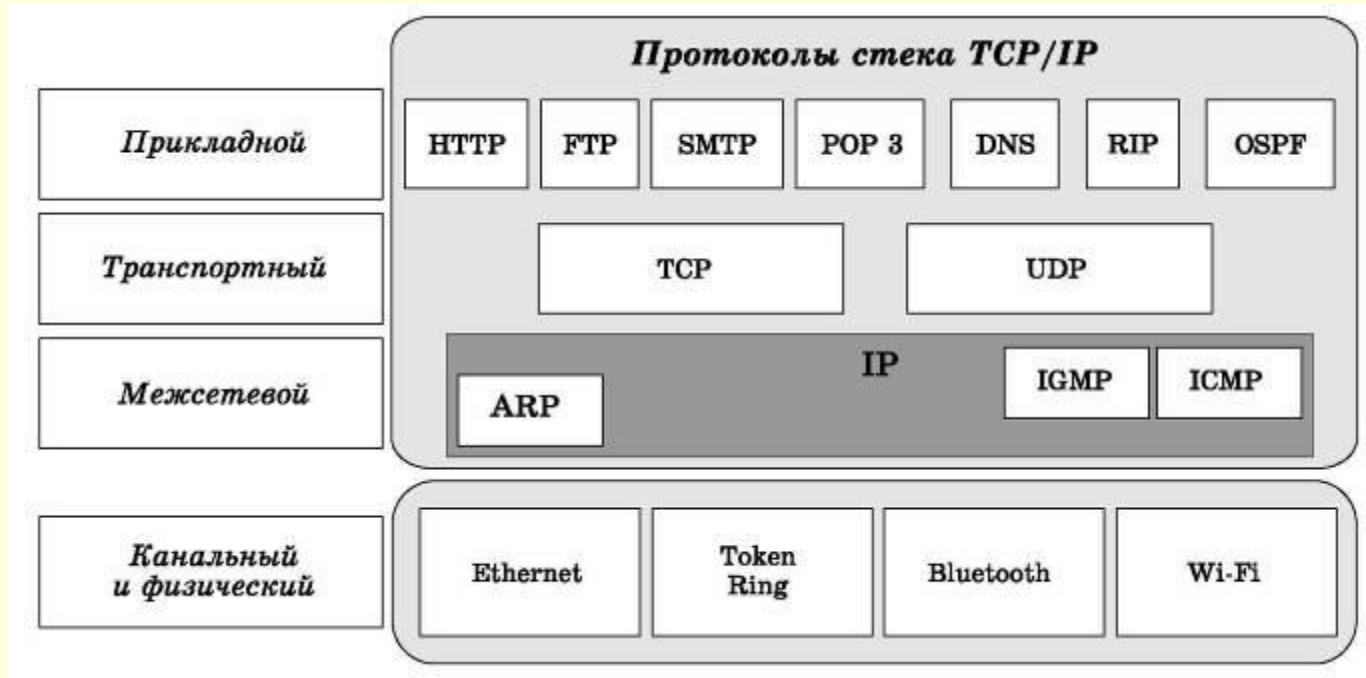 Протоколы стека TCP/IP
Прикладной
HTTP
FTP
SMTP
POP 3
DNS
RIP
OSPF
Транспортный
TCP
UDP
Межсетевой
IP
ARP
IGMP
ICMP
Канальный
и физический
Ethernet
Token
Ring
Bluetooth
Wi-Fi